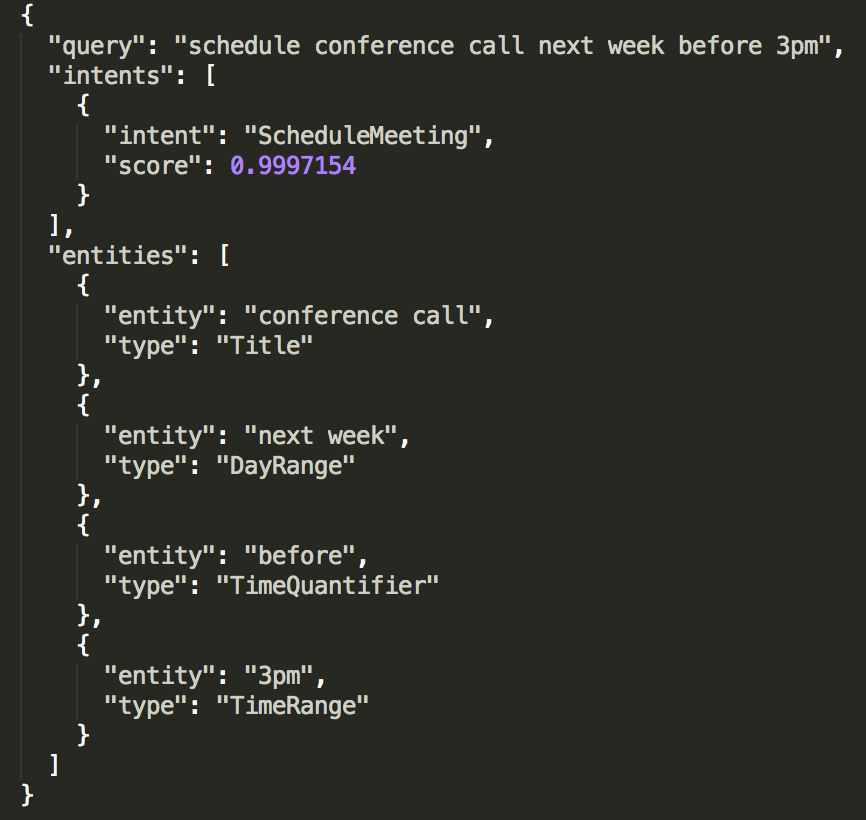 {
  "query": "schedule conference call next week before 3pm",
  "intents": [
    {
      "intent": "ScheduleMeeting",
      "score": 0.9997154
    }
  ],
  "entities": [
    {
      "entity": "conference call",
      "type": "Title"
    },
    {
      "entity": "next week",
      "type": "DayRange"
    },
    {
      "entity": "before",
      "type": "TimeQuantifier"
    },
    {
      "entity": "3pm",
      "type": "TimeRange"
    }
  ]
}